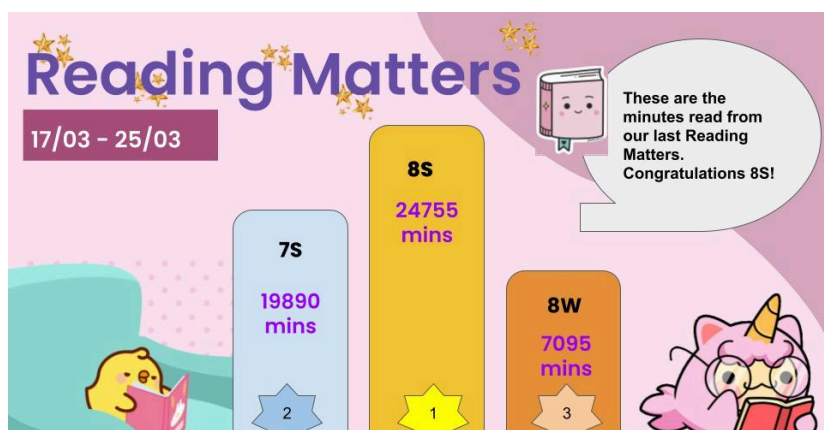 Reading Matters
17/03 - 25/03
These are the
minutes read from
our last Reading
Matters.
Congratulations 8S!
8S
24755
mins
7S
19890
mins
8W
7095
mins
2
1
3